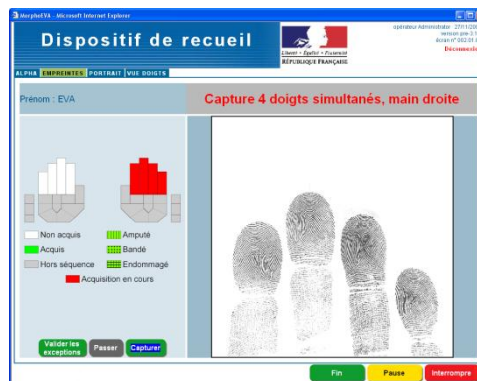 MorphoEVA - Microsoft Internet Explorer
Dispositif de recueil
Liberté • Égalité • Fraternité
RÉPUBLIQUE FRANÇAISE
opérateur Administrator
Déconnexion
ALPHA EMPREINTES PORTRAIT VUE DOIGTS
Prénom : EVA
Capture 4 doigts simultanés, main droite
Non acquis
Amputé
Acquis
Bandé
Hors séquence
Endommagé
Acquisition en cours
Valider les
exceptions
Passer
Capturer
Fin
Pause
Interrompre